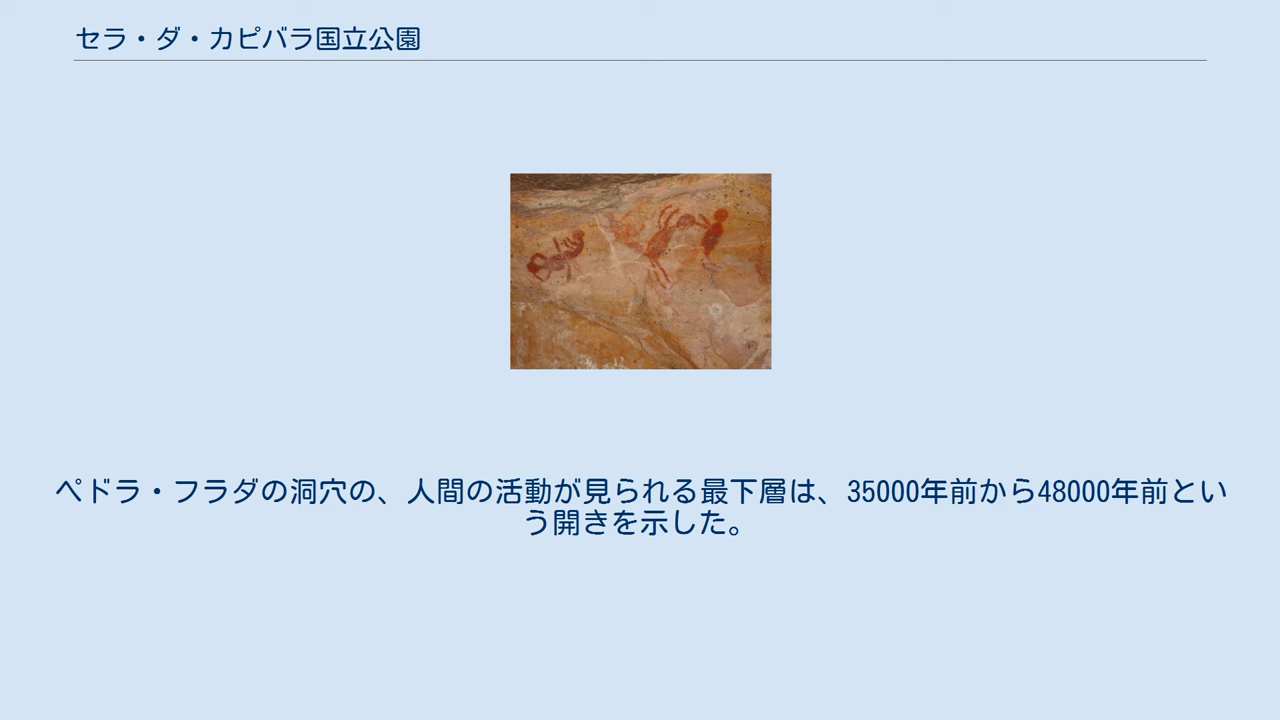 セラ・ダ・カピバラ国立公園
ペドラ・フラダの洞穴の、人間の活動が見られる最下層は、35000年前から48000年前とい
う開きを示した。